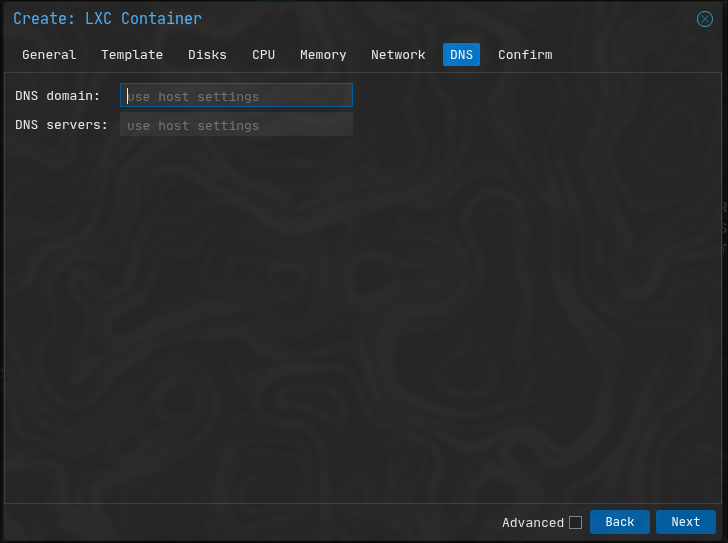 Create: LXC Container
General Template Disks CPU Memory Network DNS Confirm
DNS domain: use host settings
DNS servers: use host settings
Advanced Back Next